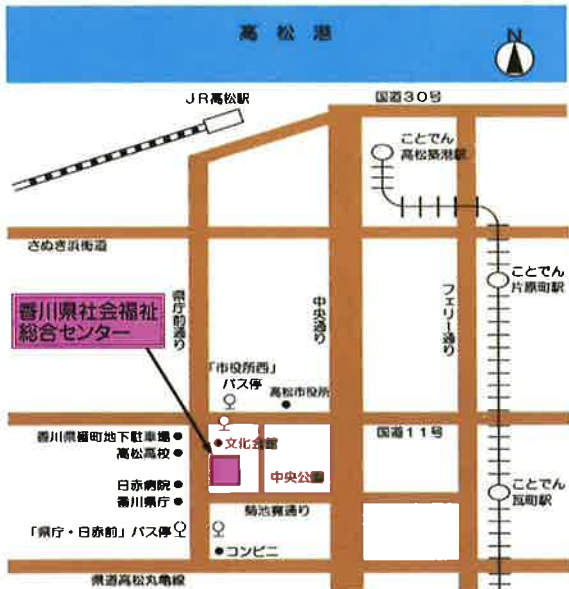 高松港
N
JR高松駅
国道30号
ことでん
高松築港駅
さぬき浜街道
ことでん
片原町駅
香川県社会福祉
総合センター
県庁前通り
中央通り
フェリー通り
「市役所西」
バス停
高松市役所
香川県番町地下駐車場
文化会館
国道11号
高松高校
中央公園
日赤病院
香川県庁
ことでん
瓦町駅
菊池寛通り
「県庁・日赤前」バス停
コンビニ
県道高松丸亀線